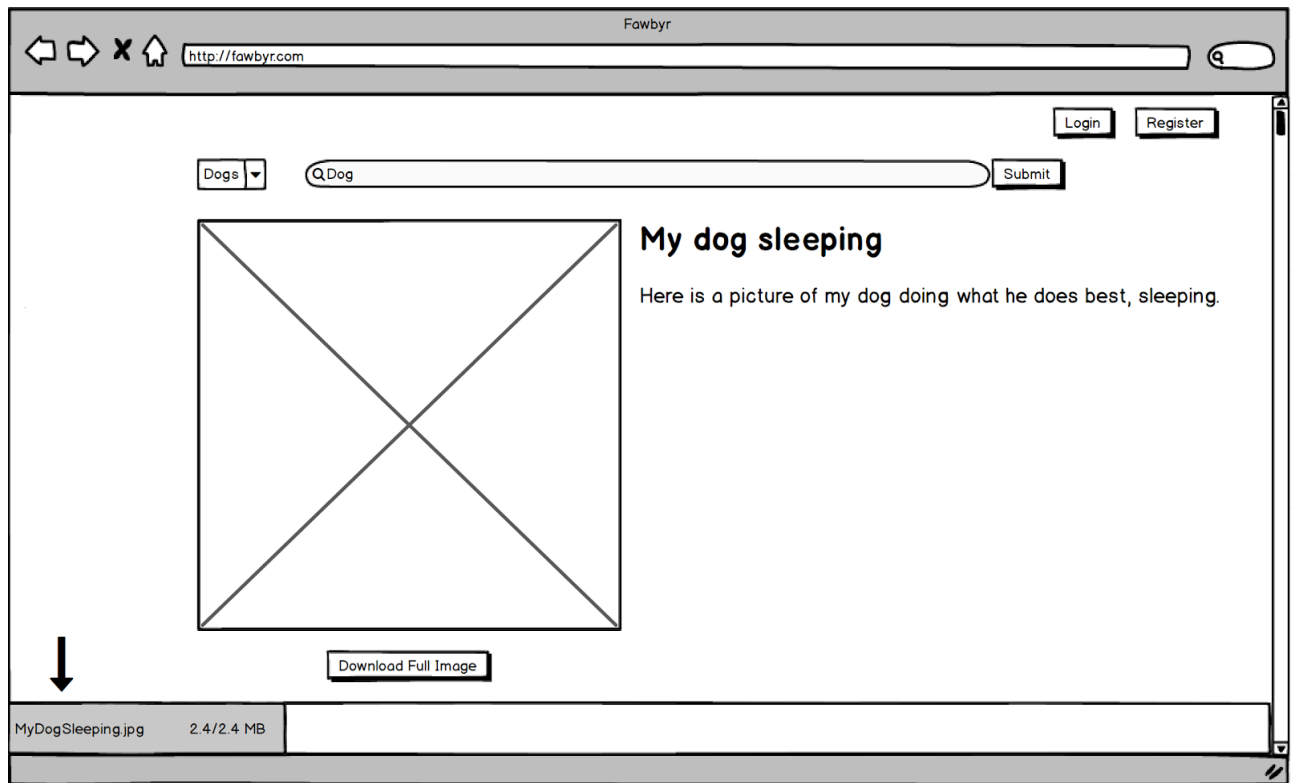 Fawbyr
http://fawbyr.com
Login Register
Dogs Dog Submit
My dog sleeping
Here is a picture of my dog doing what he does best, sleeping.
Download Full Image
MyDogSleeping.jpg 2.4/2.4 MB